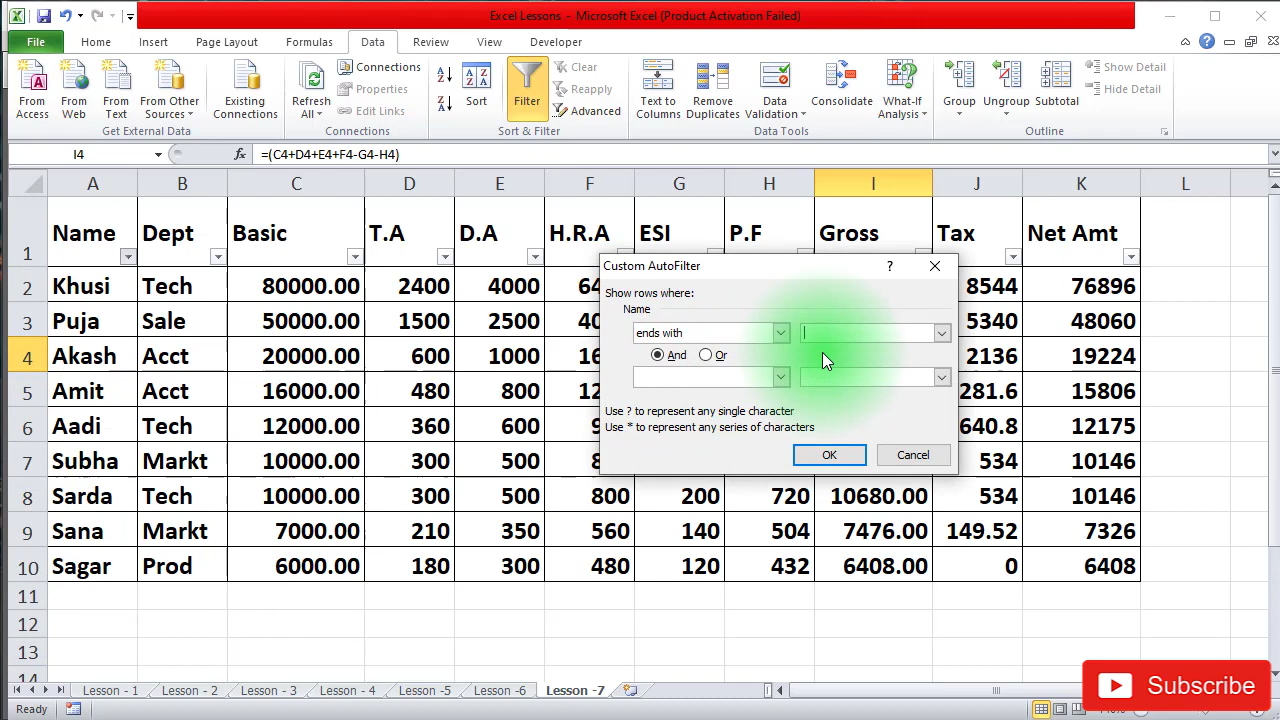 Excel Lessons - Microsoft Excel (Product Activation Failed)
File Home Insert Page Layout Formulas Data Review View Developer
From Access
From Web
From Text
From Other Sources
Existing Connections
Get External Data
Refresh All
Connections
Properties
Edit Links
Connections
Sort
Filter
Clear
Reapply
Advanced
Sort & Filter
Text to Columns
Remove Duplicates
Data Validation
Consolidate
What-If Analysis
Data Tools
Group
Ungroup
Subtotal
Show Detail
Hide Detail
Outline
I4 fx =(C4+D4+E4+F4-G4-H4)
A B C D E F G H I J K L
1 Name Dept Basic T.A D.A H.R.A ESI P.F Gross Tax Net Amt
2 Khusi Tech 80000.00 2400 4000 8544 76896
3 Puja Sale 50000.00 1500 2500 5340 48060
4 Akash Acct 20000.00 600 1000 2136 19224
5 Amit Acct 16000.00 480 800 281.6 15806
6 Aadi Tech 12000.00 360 600 640.8 12175
7 Subha Markt 10000.00 300 500 534 10146
8 Sarda Tech 10000.00 300 500 800 200 720 10680.00 534 10146
9 Sana Markt 7000.00 210 350 560 140 504 7476.00 149.52 7326
10 Sagar Prod 6000.00 180 300 480 120 432 6408.00 0 6408
11
12
13
Custom AutoFilter ?
Show rows where:
Name
ends with
And Or
Use ? to represent any single character
Use * to represent any series of characters
OK Cancel
Lesson - 1 Lesson - 2 Lesson - 3 Lesson - 4 Lesson -5 Lesson -6 Lesson -7
Ready
Subscribe